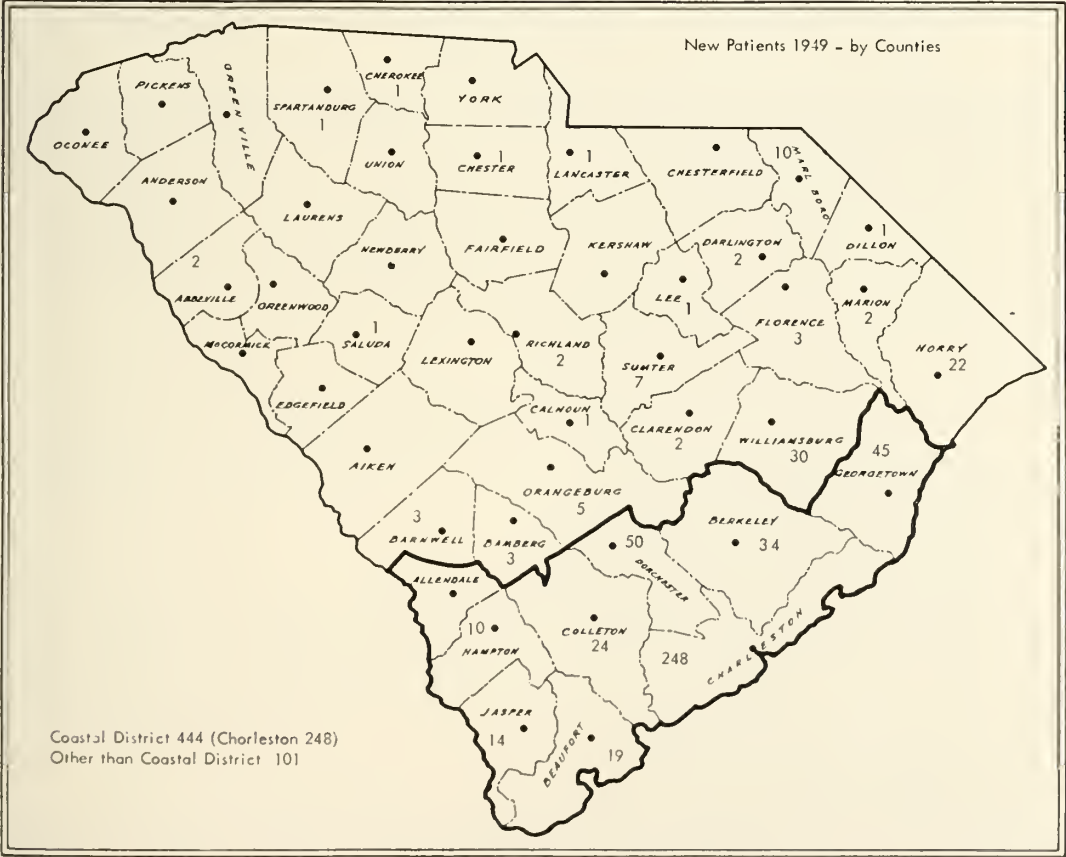 New Patients 1949 - by Counties
CHEROKEE
1
PICKENS
GREENVILLE
SPARTANBURG
1
YORK
OCONEE
UNION
CHESTER
1
LANCASTER
1
CHESTERFIELD
10
MARLBORO
ANDERSON
LAURENS
NEWBERRY
FAIRFIELD
KERSHAW
DARLINGTON
2
DILLON
1
2
ABBEVILLE
GREENWOOD
LEE
1
MARION
2
FLORENCE
3
McCORMICK
SALUDA
1
LEXINGTON
RICHLAND
2
SUMTER
7
HORRY
22
EDGEFIELD
CALHOUN
1
CLARENDON
2
WILLIAMSBURG
30
45
GEORGETOWN
AIKEN
ORANGEBURG
5
3
BARNWELL
BAMBERG
3
BERKELEY
34
50
DORCHESTER
ALLENDALE
10
HAMPTON
COLLETON
24
248
CHARLESTON
JASPER
14
BEAUFORT
19
Coastal District 444 (Chorleston 248)
Other than Coastal District 101